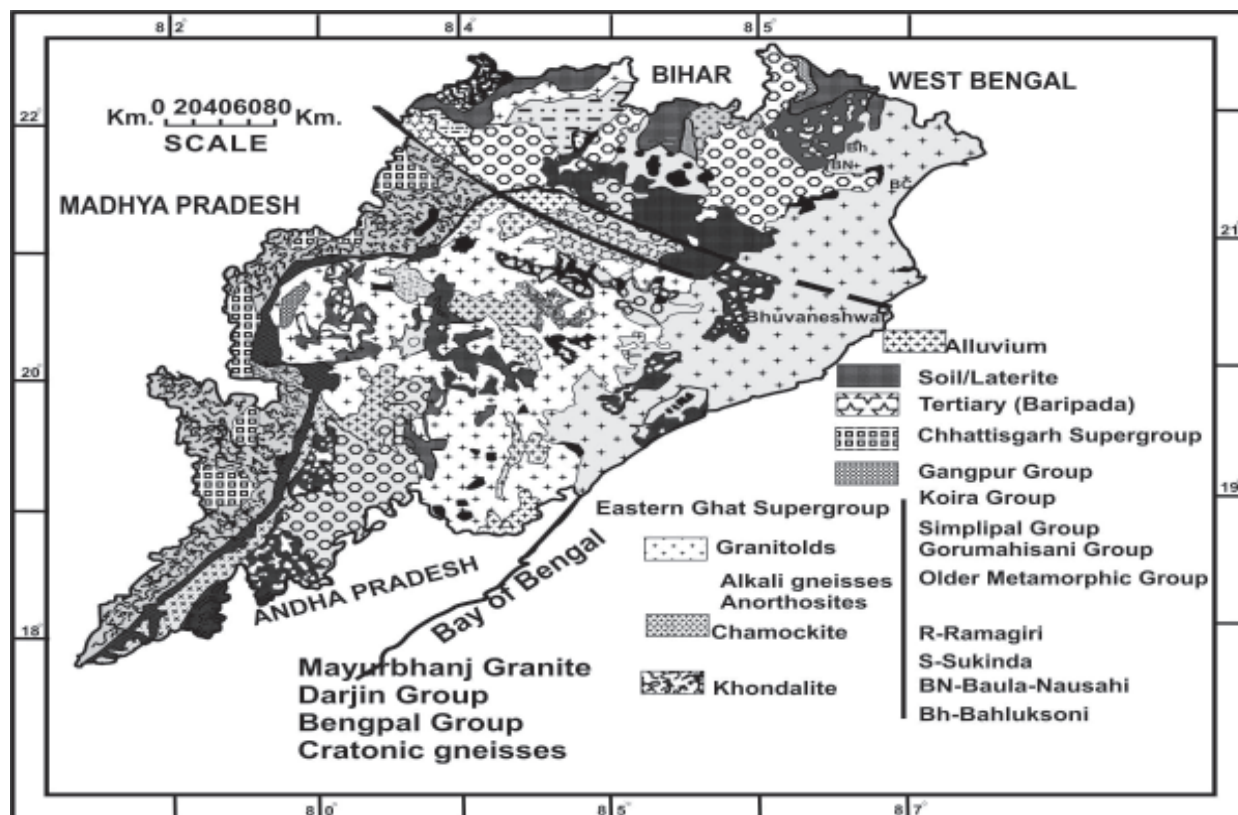 82° 84° 85°
BIHAR
WEST BENGAL
22°
0 20406080
Km. Km.
SCALE
Bh
BN+
BC
MADHYA PRADESH
21°
Bhuvaneshwar
Alluvium
20°
Soil/Laterite
Tertiary (Baripada)
Chhattisgarh Supergroup
Gangpur Group
19°
Koira Group
Eastern Ghat Supergroup
Simplipal Group
Gorumahisani Group
Granitolds
Older Metamorphic Group
Alkali gneisses
Anorthosites
ANDHA PRADESH
Bay of Bengal
18°
Chamockite
R-Ramagiri
S-Sukinda
BN-Baula-Nausahi
Bh-Bahluksoni
Khondalite
Mayurbhanj Granite
Darjin Group
Bengpal Group
Cratonic gneisses
80° 85° 87°